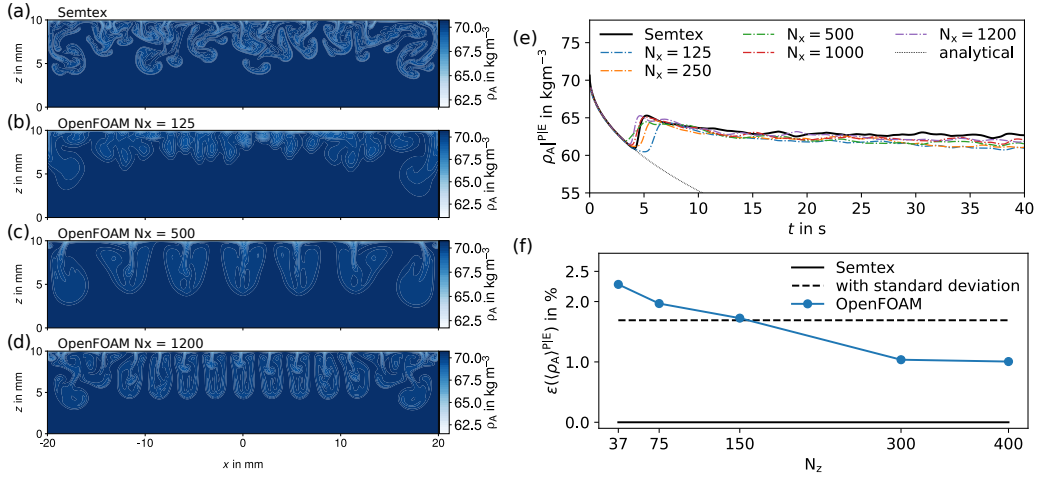 (a)
Semtex
z in mm
10
5
0
70.0
67.5
65.0
62.5
ρA in kg m−3
(b)
OpenFOAM Nx = 125
z in mm
10
5
0
70.0
67.5
65.0
62.5
ρA in kg m−3
(c)
OpenFOAM Nx = 500
z in mm
10
5
0
70.0
67.5
65.0
62.5
ρA in kg m−3
(d)
OpenFOAM Nx = 1200
z in mm
10
5
0
70.0
67.5
65.0
62.5
ρA in kg m−3
-20 -10 0 10 20
x in mm
(e)
Semtex
Nx = 125
Nx = 250
Nx = 500
Nx = 1000
Nx = 1200
analytical
ρA|PIE in kgm−3
75
70
65
60
55
0 5 10 15 20 25 30 35 40
t in s
(f)
Semtex
with standard deviation
OpenFOAM
ε(⟨ρA⟩PIE) in %
2.5
2.0
1.0
0.0
37 75 150 300 400
Nz